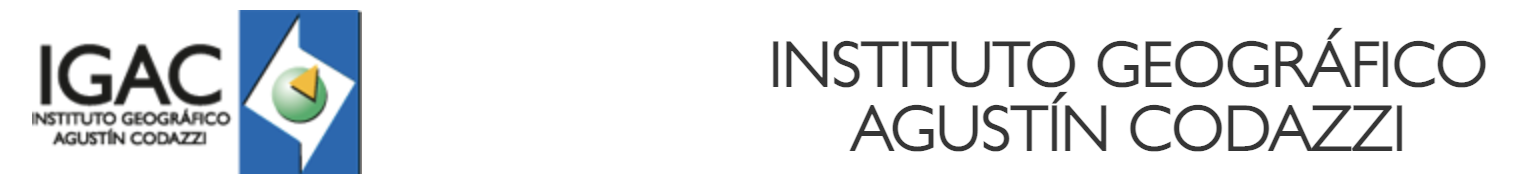 IGAC
INSTITUTO GEOGRÁFICO
AGUSTÍN CODAZZI
INSTITUTO GEOGRÁFICO
AGUSTÍN CODAZZI